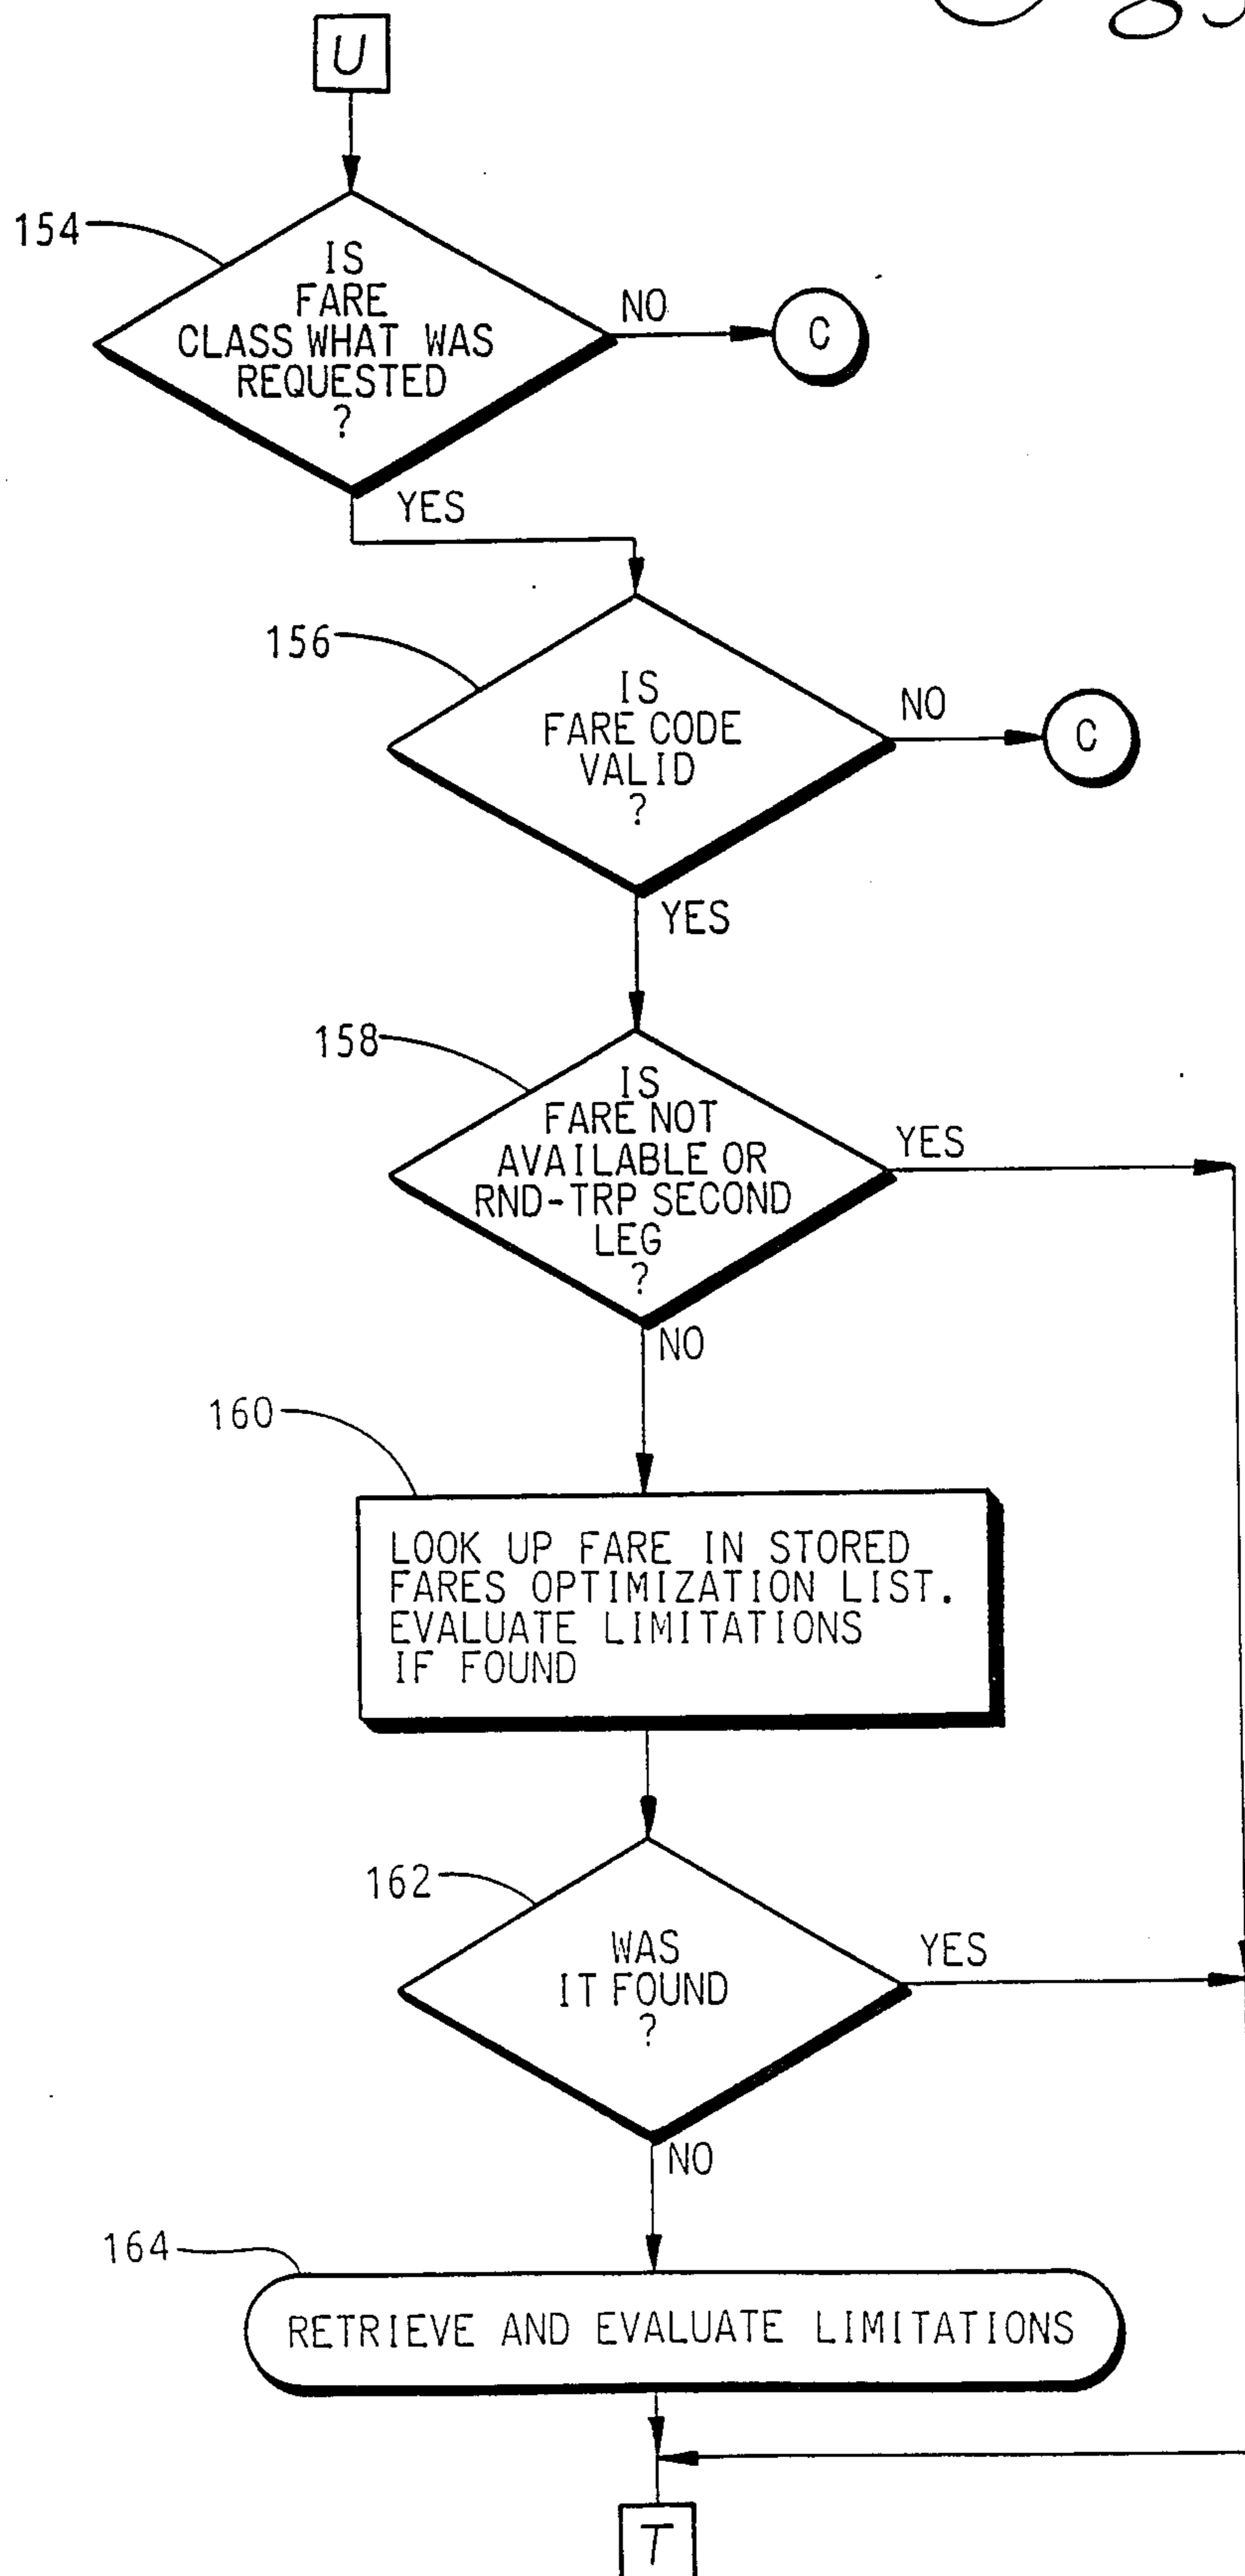 U
154
IS
FARE
CLASS WHAT WAS
REQUESTED
?
NO
C
YES
156
IS
FARE CODE
VALID
?
NO
C
YES
158
IS
FARE NOT
AVAILABLE OR
RND-TRP SECOND
LEG
?
YES
NO
160
LOOK UP FARE IN STORED
FARES OPTIMIZATION LIST.
EVALUATE LIMITATIONS
IF FOUND
162
WAS
IT FOUND
?
YES
NO
164
RETRIEVE AND EVALUATE LIMITATIONS
T